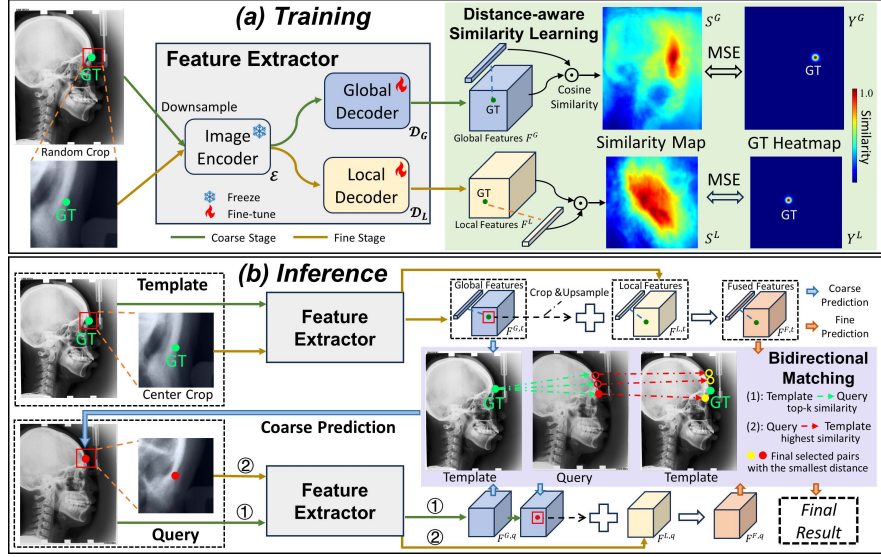 (a) Training
GT
Random Crop
GT
Downsample
Feature Extractor
Image
Encoder
ℰ
Global
Decoder
𝒟_G
Local
Decoder
𝒟_L
Freeze
Fine-tune
Coarse Stage
Fine Stage
Distance-aware
Similarity Learning
GT
Global Features F^G
Cosine
Similarity
GT
Local Features F^L
S^G
MSE
Y^G
GT
Similarity Map
GT Heatmap
MSE
GT
S^L
Y^L
1.0
Similarity
0
(b) Inference
Template
GT
GT
Center Crop
Feature
Extractor
Global Features
F^{G,t}
Crop &Upsample
Local Features
F^{L,t}
Fused Features
F^{F,t}
Coarse
Prediction
Fine
Prediction
Coarse Prediction
GT
GT
Template
Query
Template
Bidirectional
Matching
(1): Template Query
top-k similarity
(2): Query Template
highest similarity
Final selected pairs
with the smallest distance
Query
②
①
Feature
Extractor
①
②
F^{G,q}
F^{L,q}
F^{F,q}
Final
Result